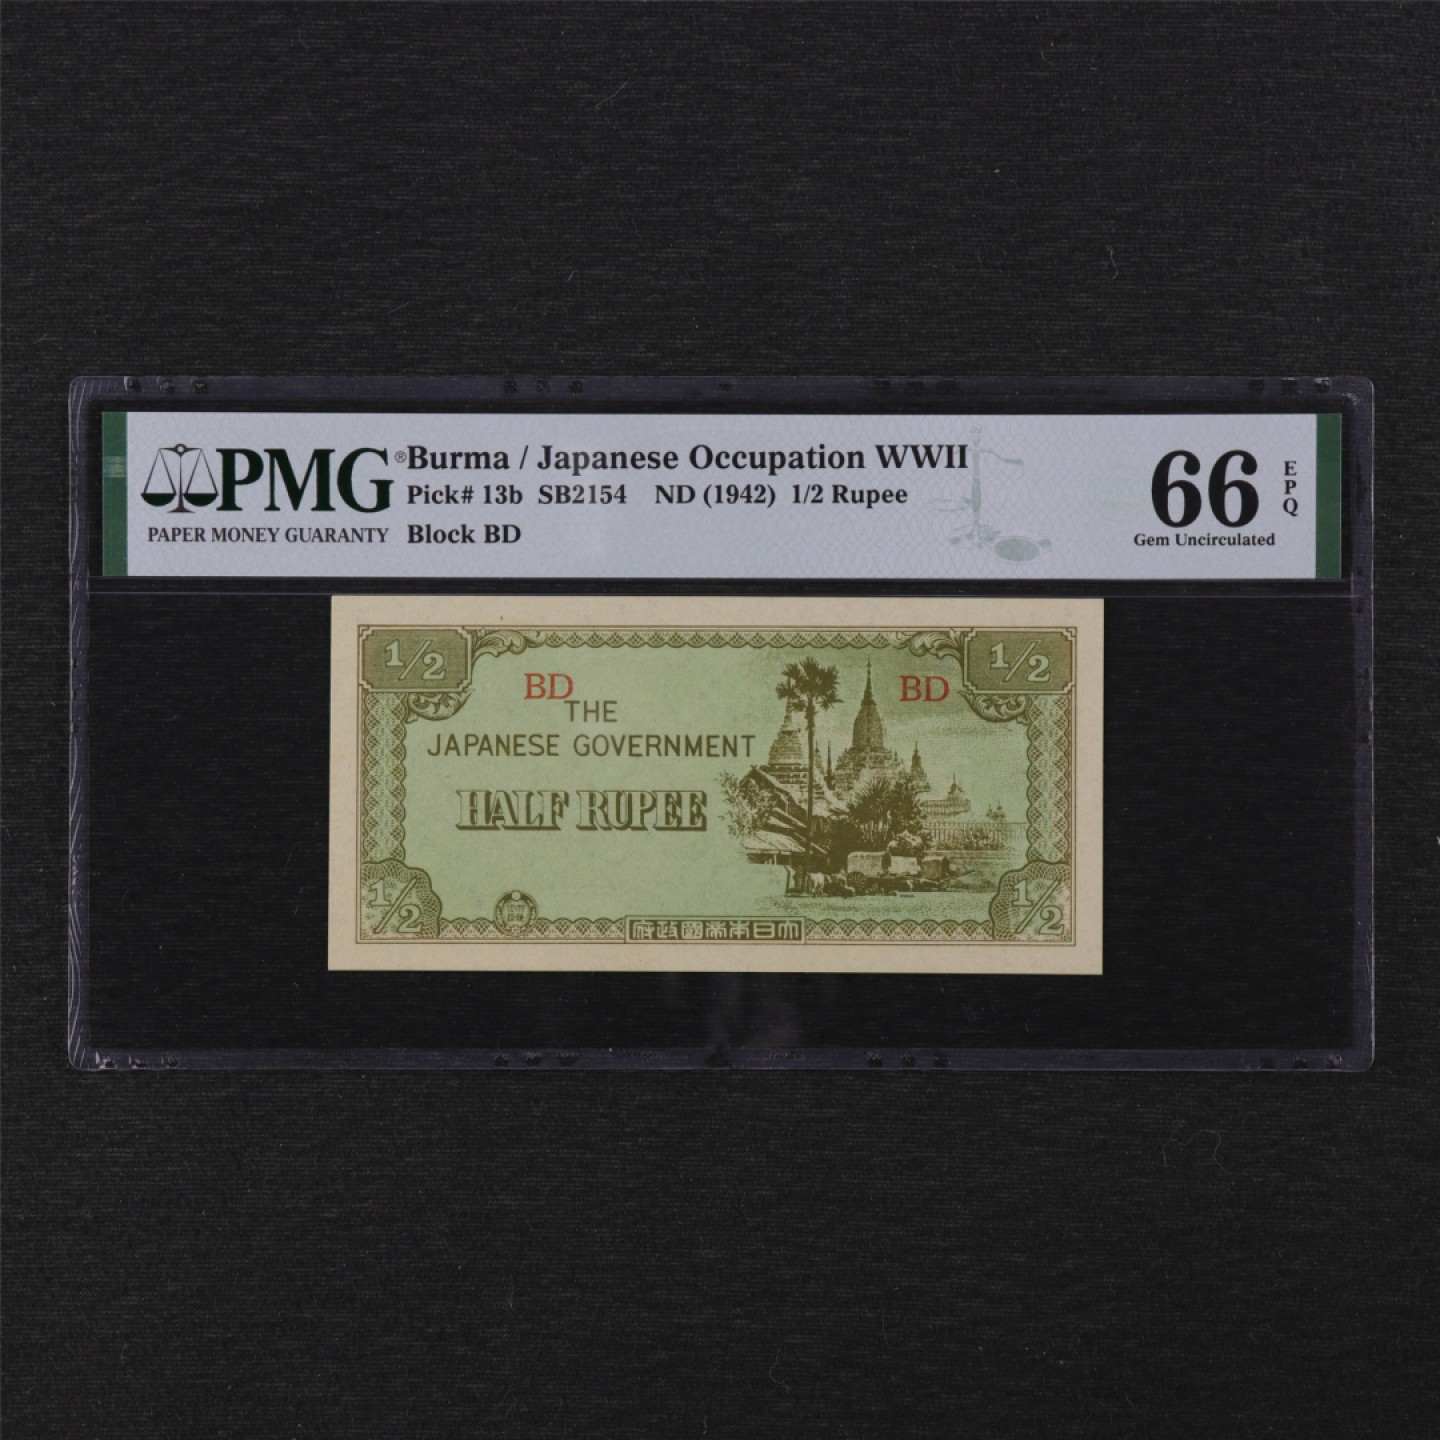 PMG®
PAPER MONEY GUARANTY
Burma / Japanese Occupation WWII
Pick# 13b SB2154 ND (1942) 1/2 Rupee
Block BD
66 EPQ
Gem Uncirculated
1/2 1/2
BD BD
THE
JAPANESE GOVERNMENT
HALF RUPEE
1/2 1/2
府政國帝本日大